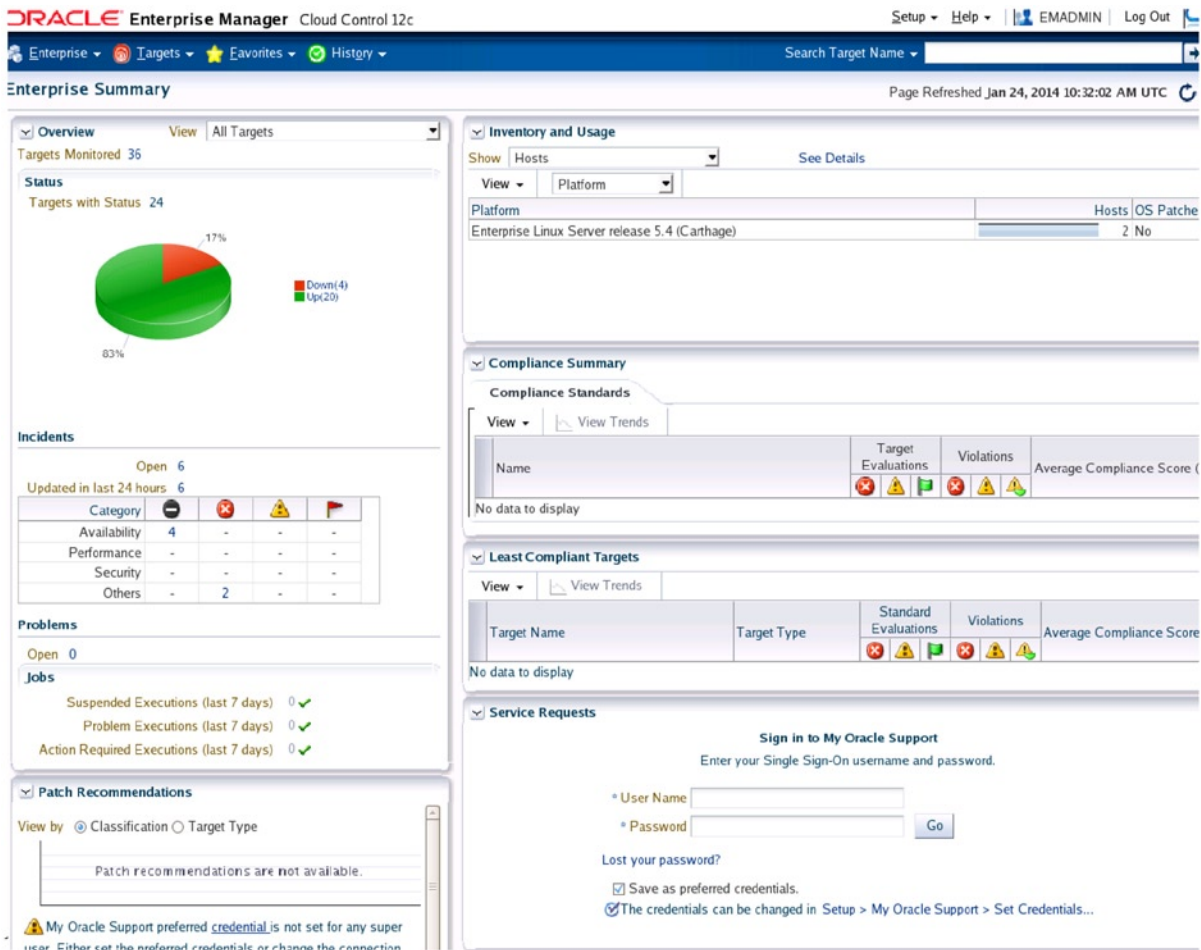 ORACLE Enterprise Manager Cloud Control 12c
Setup Help EMADMIN Log Out
Enterprise Targets Favorites History
Search Target Name
Enterprise Summary
Page Refreshed Jan 24, 2014 10:32:02 AM UTC
Overview
View All Targets
Targets Monitored 36
Status
Targets with Status 24
17%
Down(4)
Up(20)
83%
Incidents
Open 6
Updated in last 24 hours 6
Category
Availability 4 - - -
Performance - - - -
Security - - - -
Others - 2 - -
Problems
Open 0
Jobs
Suspended Executions (last 7 days) 0
Problem Executions (last 7 days) 0
Action Required Executions (last 7 days) 0
Patch Recommendations
View by Classification Target Type
Patch recommendations are not available.
My Oracle Support preferred credential is not set for any super
user. Either set the preferred credentials or change the connection
Inventory and Usage
Show Hosts
See Details
View Platform
Platform Hosts OS Patche
Enterprise Linux Server release 5.4 (Carthage) 2 No
Compliance Summary
Compliance Standards
View View Trends
Name
Target Evaluations
Violations
Average Compliance Score (
No data to display
Least Compliant Targets
View View Trends
Target Name
Target Type
Standard Evaluations
Violations
Average Compliance Score
No data to display
Service Requests
Sign in to My Oracle Support
Enter your Single Sign-On username and password.
* User Name
* Password
Go
Lost your password?
Save as preferred credentials.
The credentials can be changed in Setup > My Oracle Support > Set Credentials...